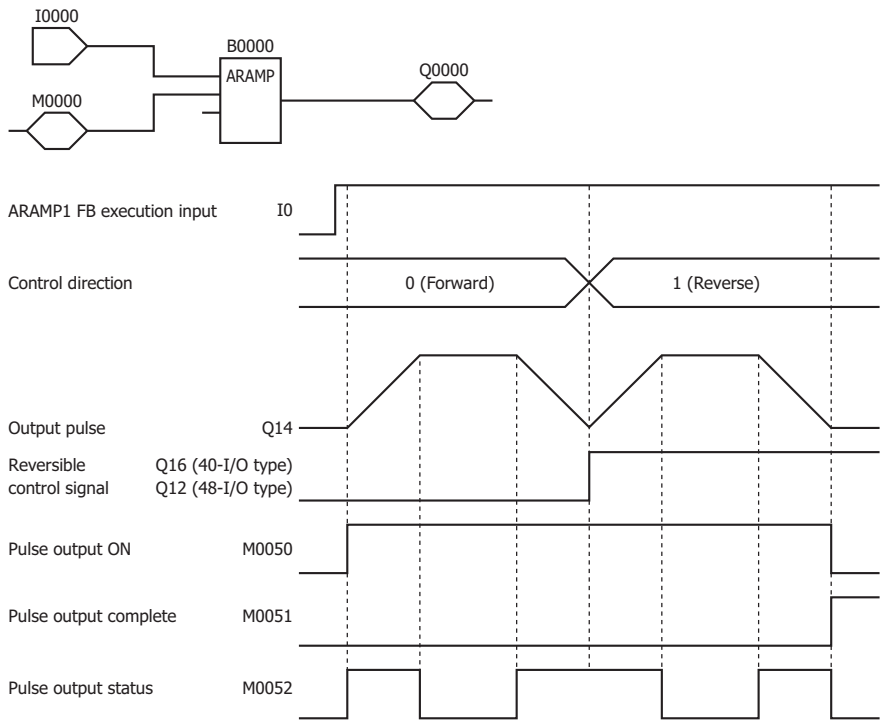 I0000
B0000
ARAMP
Q0000
M0000
ARAMP1 FB execution input I0
Control direction 0 (Forward) 1 (Reverse)
Output pulse Q14
Reversible Q16 (40-I/O type)
control signal Q12 (48-I/O type)
Pulse output ON M0050
Pulse output complete M0051
Pulse output status M0052